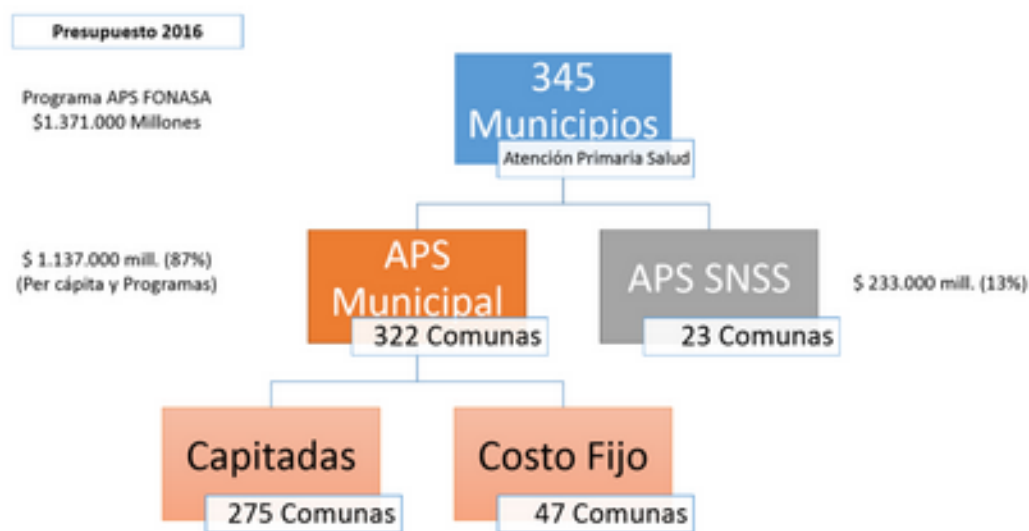 Presupuesto 2016
Programa APS FONASA
$1.371.000 Millones
345
Municipios
Atención Primaria Salud
$ 1.137.000 mill. (87%)
(Per cápita y Programas)
APS
Municipal
322 Comunas
APS SNSS
23 Comunas
$ 233.000 mill. (13%)
Capitadas
275 Comunas
Costo Fijo
47 Comunas